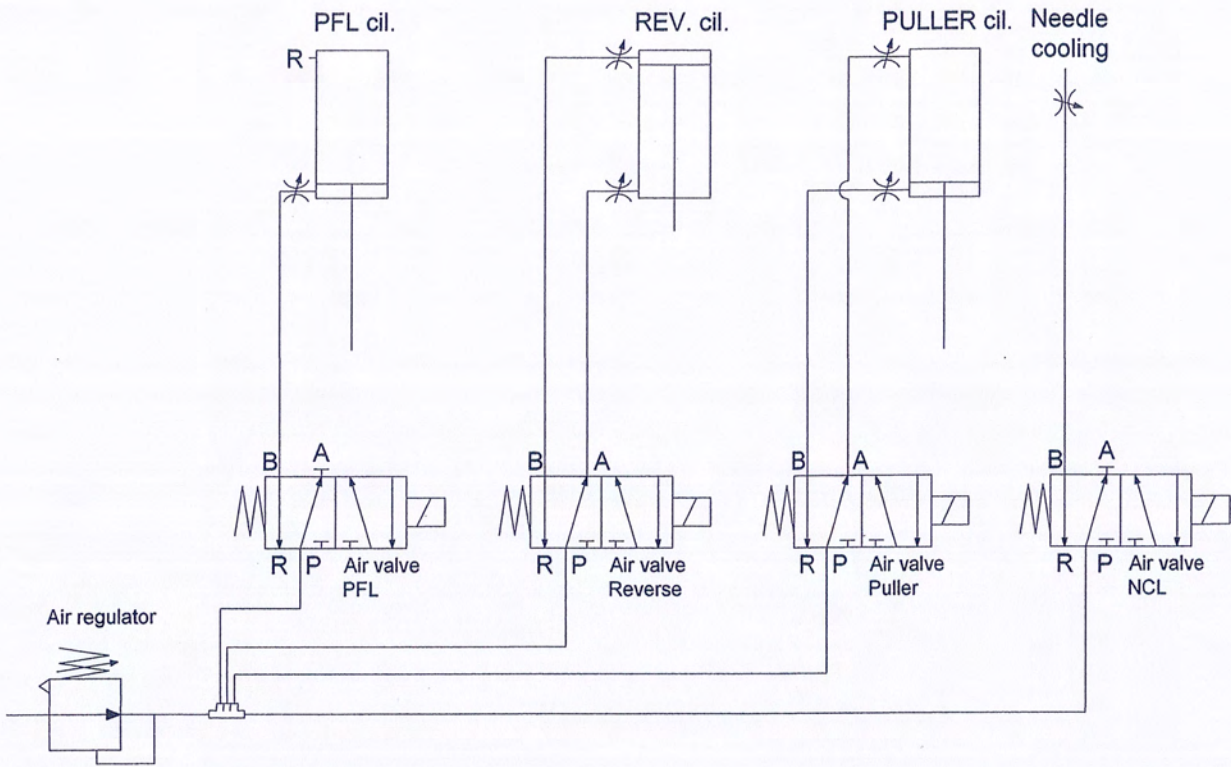 PFL cil.
REV. cil.
PULLER cil.
Needle
cooling
R
B
A
B
A
B
A
B
A
R
P
Air valve
PFL
R
P
Air valve
Reverse
R
P
Air valve
Puller
R
P
Air valve
NCL
Air regulator